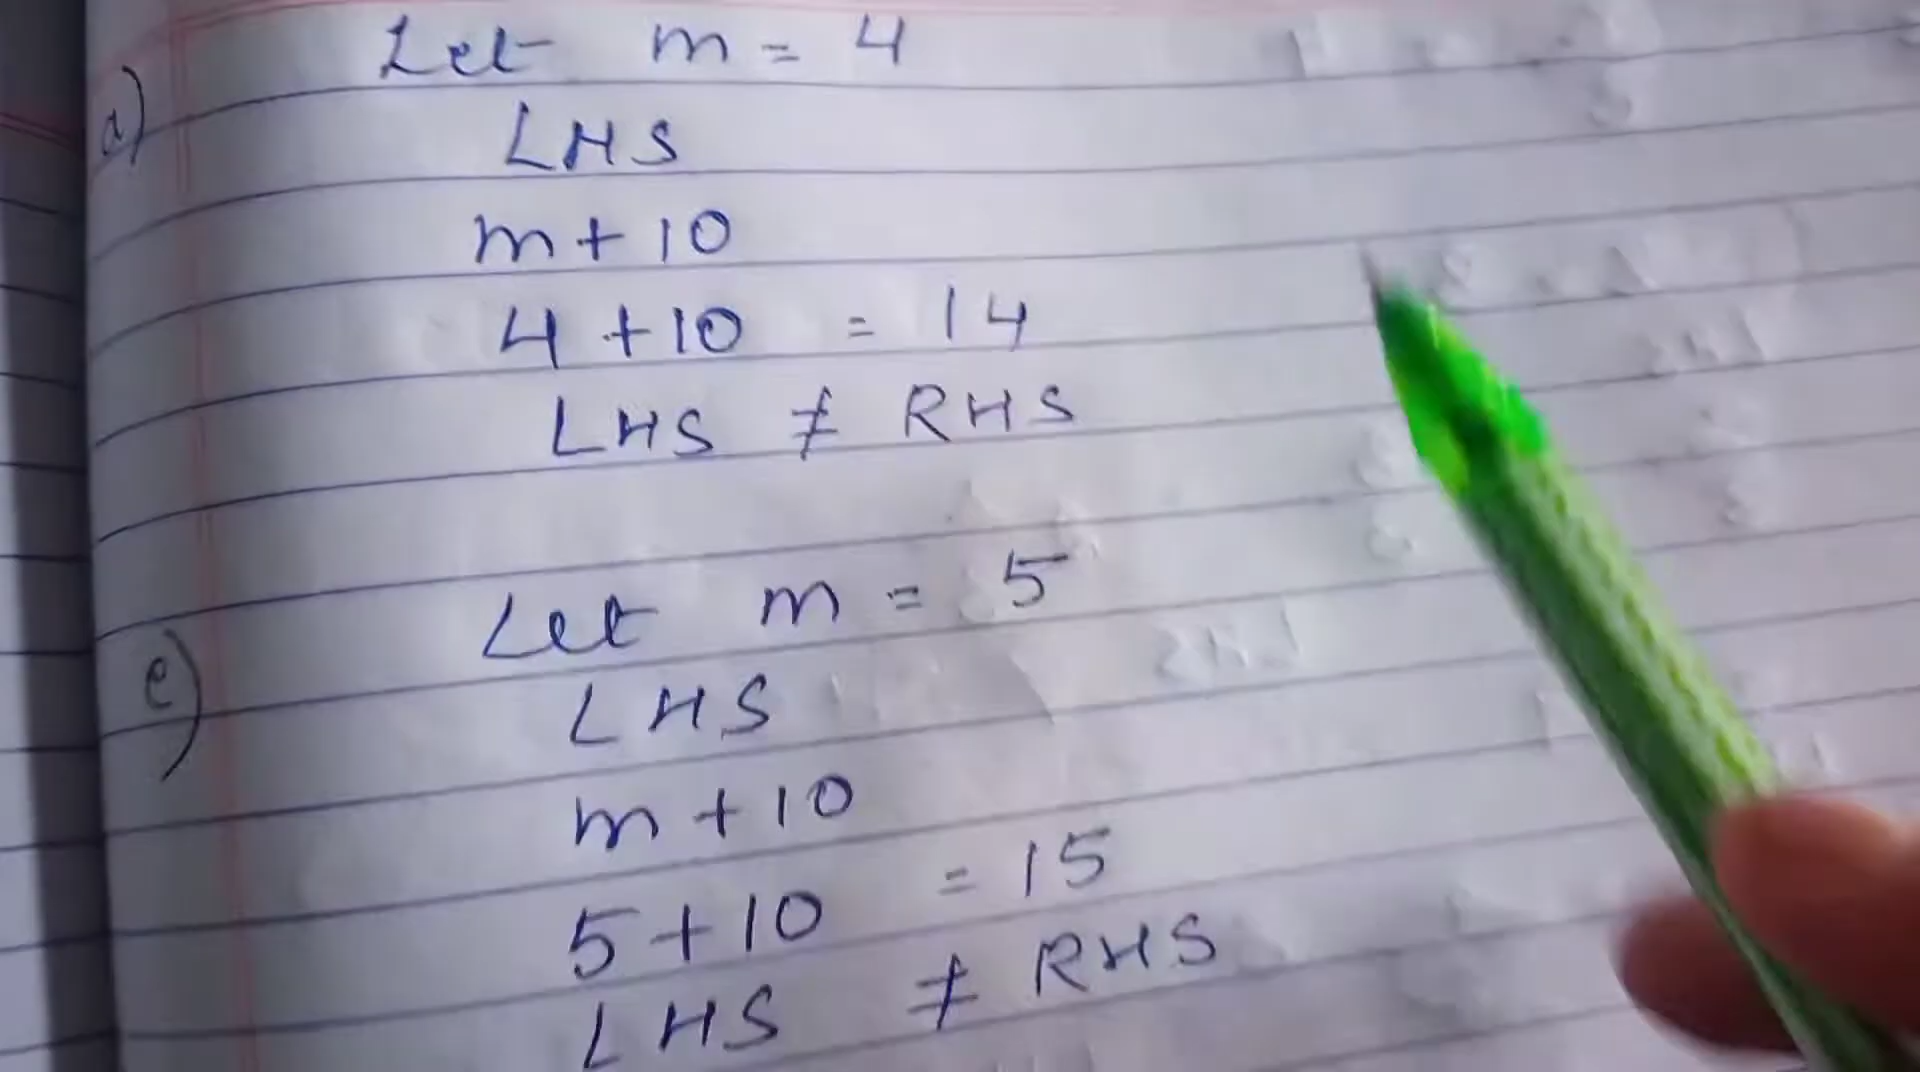 Let m = 4
d)
LHS
m + 10
4 + 10 = 14
LHS ≠ RHS
Let m = 5
e)
LHS
m + 10
5 + 10 = 15
LHS ≠ RHS